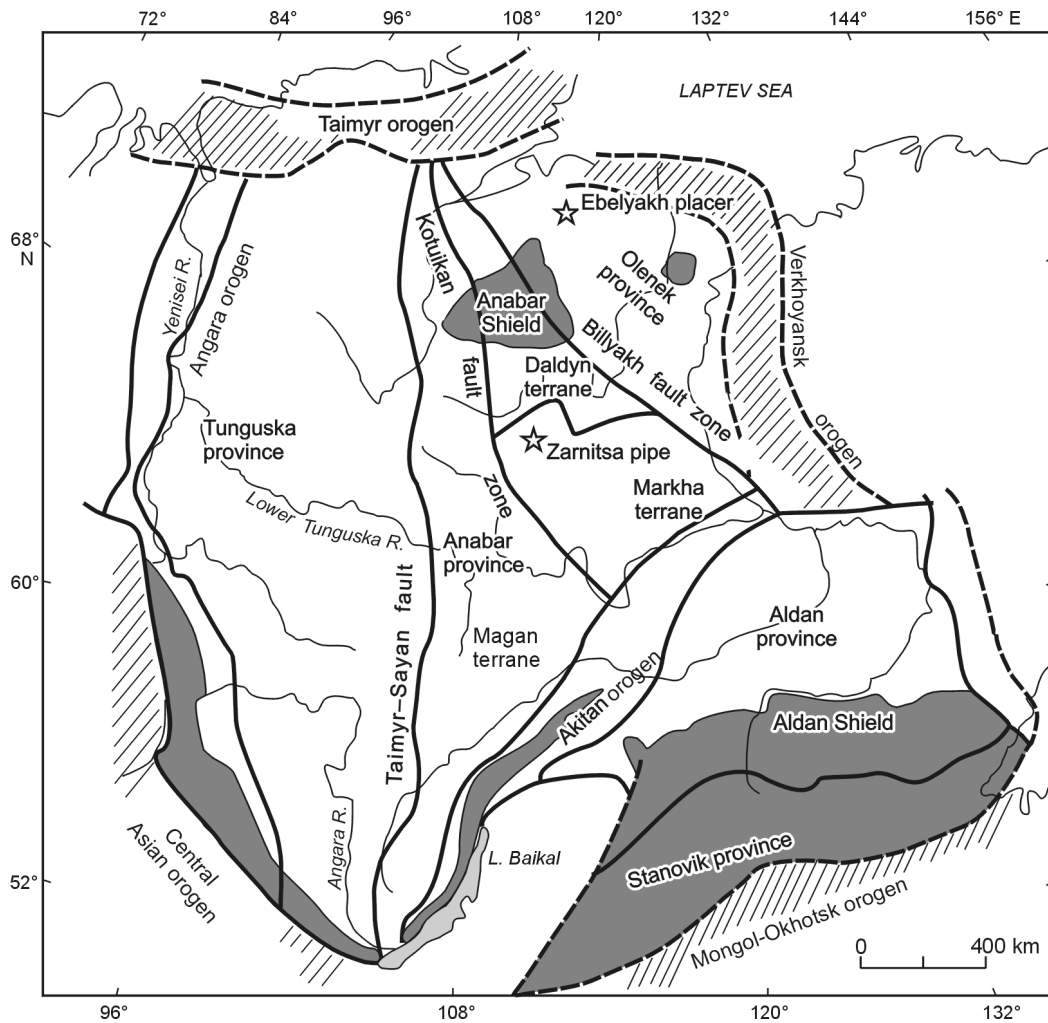 72° 84° 96° 108° 120° 132° 144° 156° E
LAPTEV SEA
Taimyr orogen
Ebelyakh placer
68°
N
Kotuikan
fault
zone
Yenisei R.
Angara orogen
Olenek
province
Verkhoyansk
orogen
Anabar
Shield
Billyakh fault zone
Daldyn
terrane
Tunguska
province
Zarnitsa pipe
Markha
terrane
Lower Tunguska R.
Anabar
province
60°
Taimyr–Sayan fault
Magan
terrane
Aldan
province
Akitan orogen
Aldan Shield
Angara R.
Central
Asian orogen
L. Baikal
52°
Stanovik province
Mongol-Okhotsk orogen
0 400 km
96° 108° 120° 132°